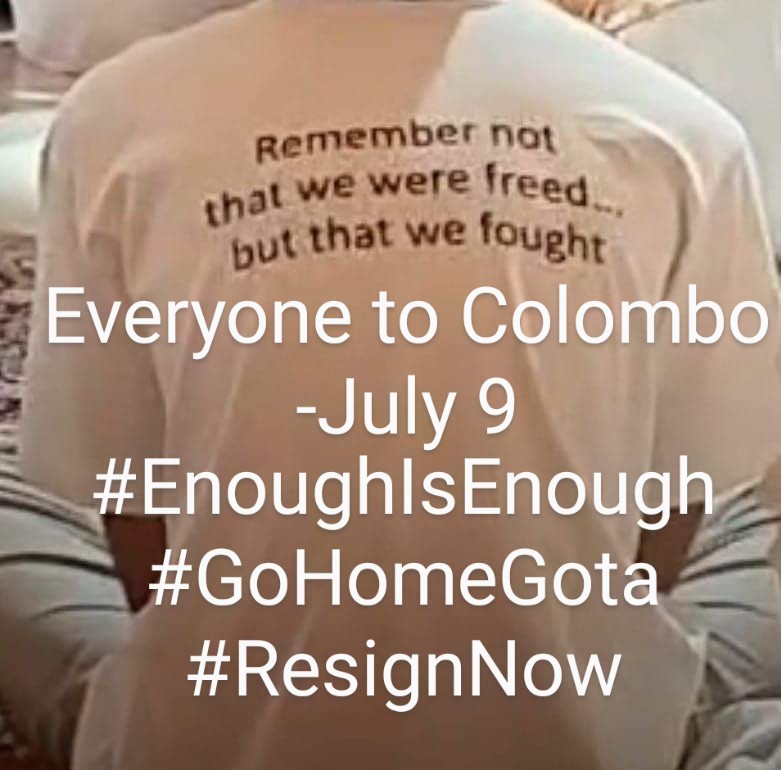 Remember not
that we were freed...
but that we fought
Everyone to Colombo
-July 9
#EnoughIsEnough
#GoHomeGota
#ResignNow